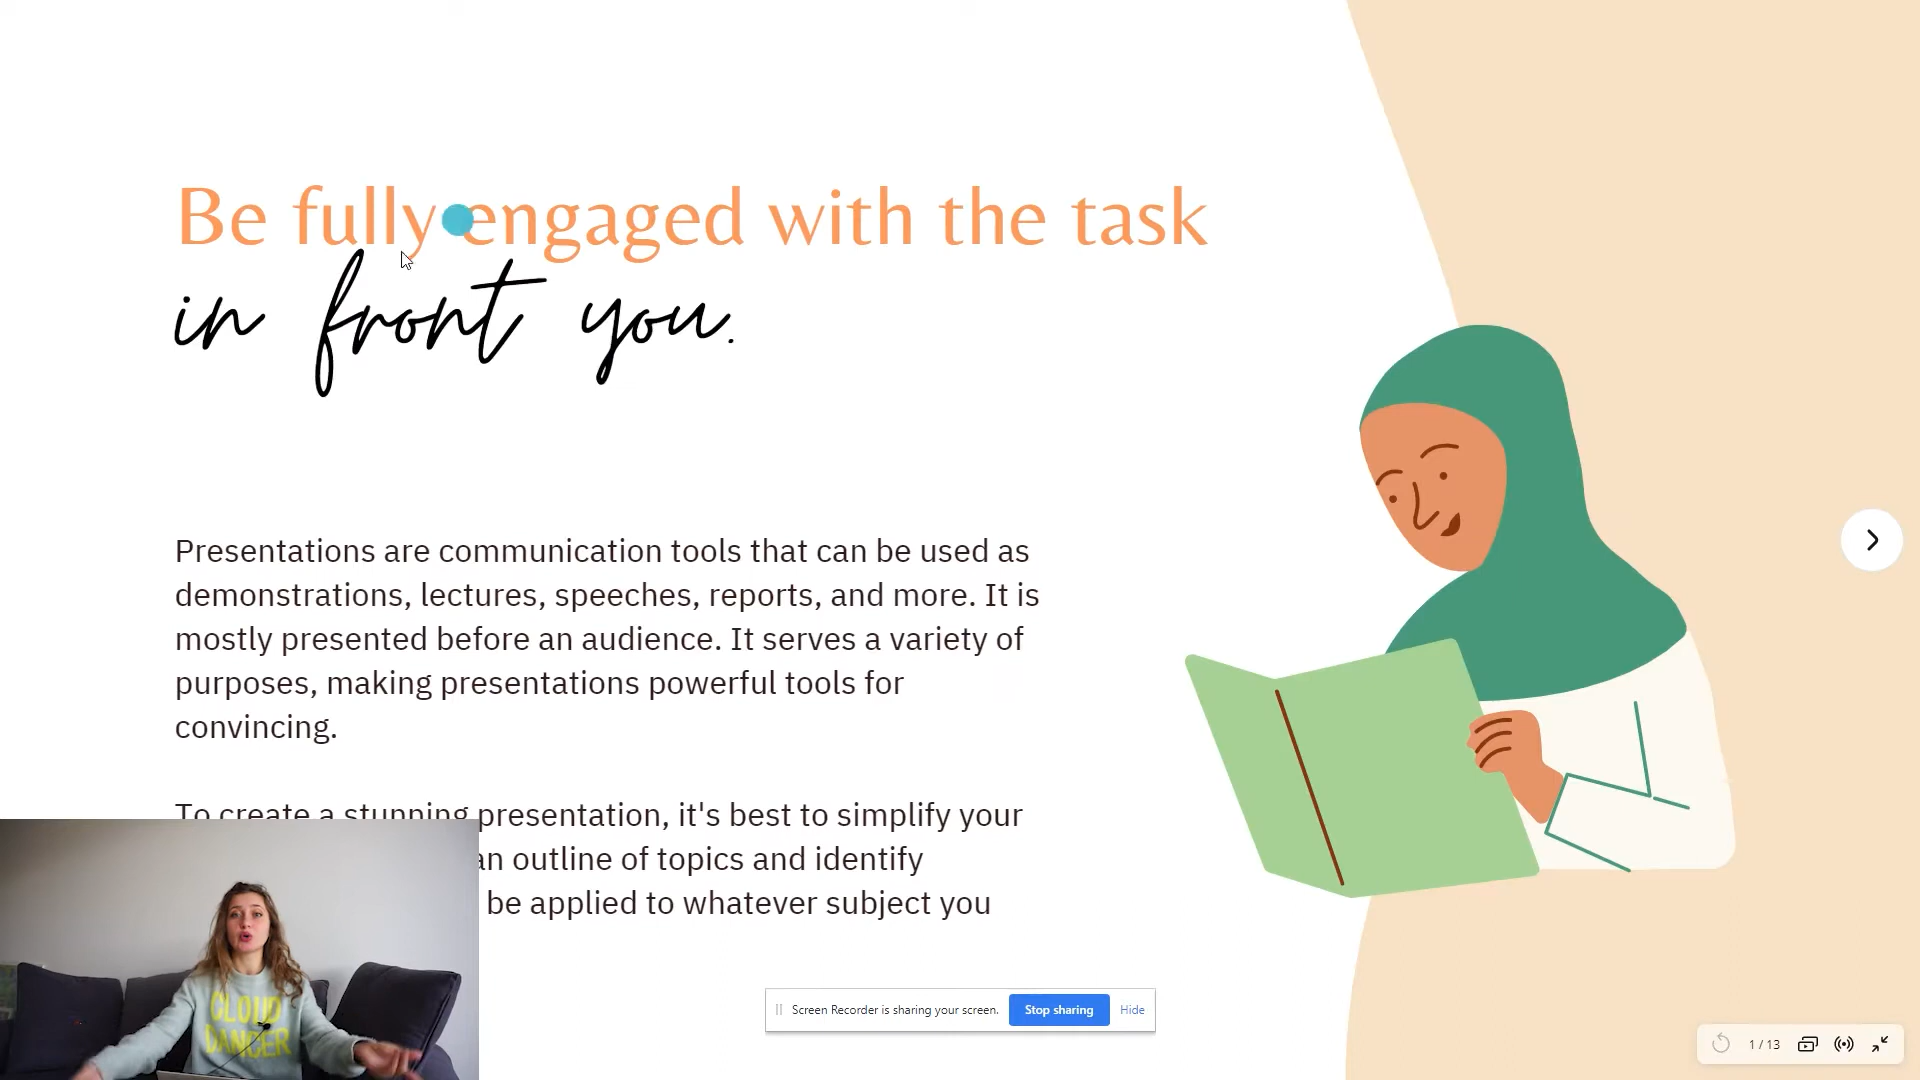 Be fully engaged with the task
in front you.
Presentations are communication tools that can be used as
demonstrations, lectures, speeches, reports, and more. It is
mostly presented before an audience. It serves a variety of
purposes, making presentations powerful tools for
convincing.
To create a stunning presentation, it's best to simplify your
an outline of topics and identify
be applied to whatever subject you
CLOUD
DANCER
Screen Recorder is sharing your screen.
Stop sharing
Hide
1 / 13